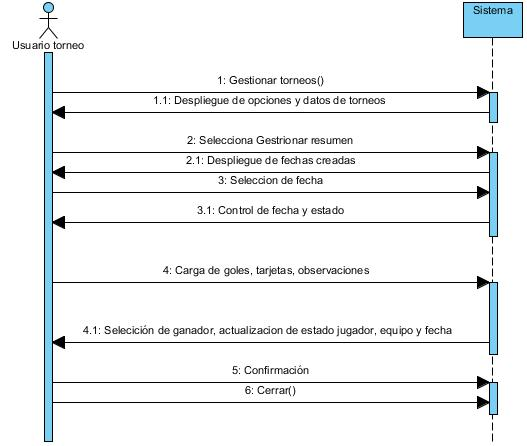 Sistema
Usuario torneo
1: Gestionar torneos()
1.1: Despliegue de opciones y datos de torneos
2: Selecciona Gestrionar resumen
2.1: Despliegue de fechas creadas
3: Seleccion de fecha
3.1: Control de fecha y estado
4: Carga de goles, tarjetas, observaciones
4.1: Selecición de ganador, actualizacion de estado jugador, equipo y fecha
5: Confirmación
6: Cerrar()